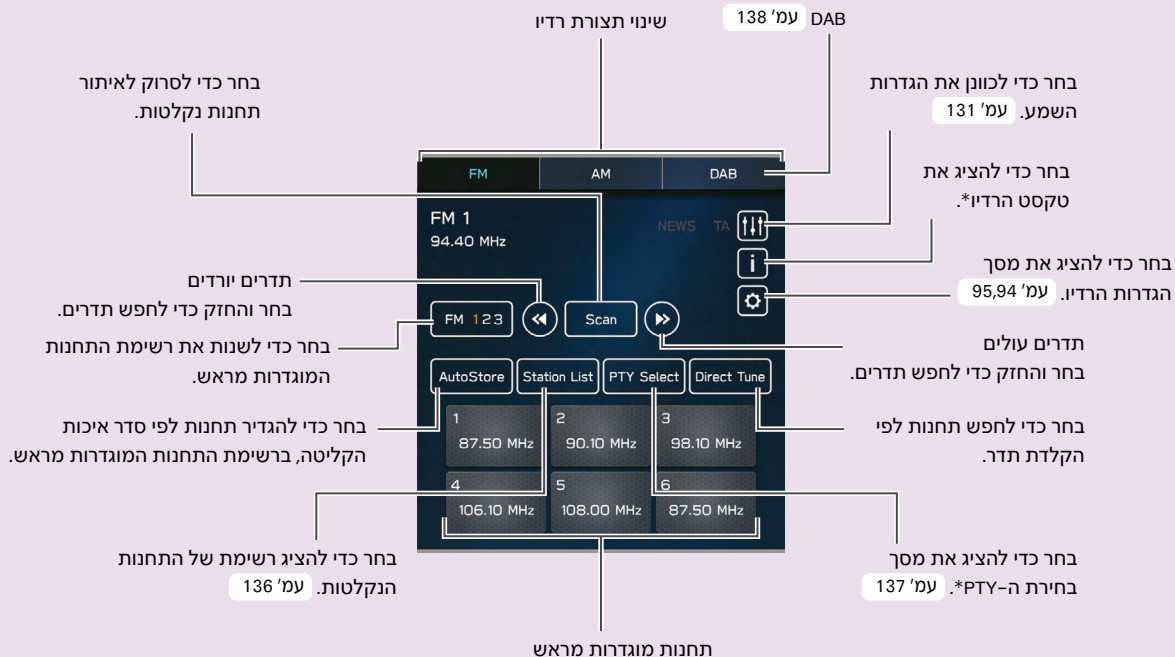 DAB עמ' 138
שינוי תצורת רדיו
בחר כדי לכוונן את הגדרות
השמע. עמ' 131
בחר כדי לסרוק לאיתור
תחנות נקלטות.
בחר כדי להציג את
טקסט הרדיו*.
בחר כדי להציג את מסך
הגדרות הרדיו. עמ' 95,94
תדרים יורדים
בחר והחזק כדי לחפש תדרים.
בחר כדי לשנות את רשימת התחנות
המוגדרות מראש.
תדרים עולים
בחר והחזק כדי לחפש תדרים.
בחר כדי להגדיר תחנות לפי סדר איכות
הקליטה, ברשימת התחנות המוגדרות מראש.
בחר כדי לחפש תחנות לפי
הקלדת תדר.
בחר כדי להציג רשימת של התחנות
הנקלטות. עמ' 136
בחר כדי להציג את מסך
בחירת ה-PTY*. עמ' 137
תחנות מוגדרות מראש
FM AM DAB
FM 1
NEWS TA
94.40 MHz
i
FM 123 Scan
AutoStore Station List PTY Select Direct Tune
1 2 3
87.50 MHz 90.10 MHz 98.10 MHz
4 5 6
106.10 MHz 108.00 MHz 87.50 MHz